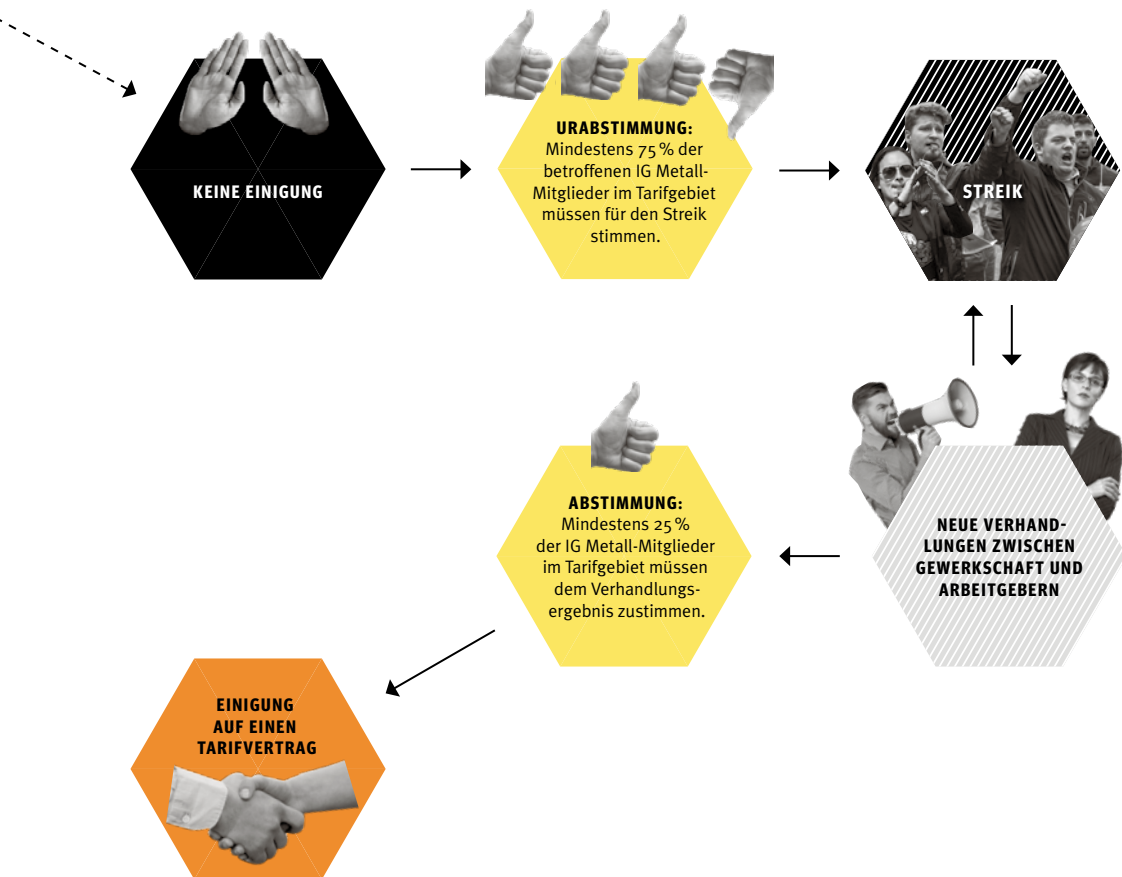 KEINE EINIGUNG
URABSTIMMUNG:
Mindestens 75 % der
betroffenen IG Metall-
Mitglieder im Tarifgebiet
müssen für den Streik
stimmen.
STREIK
NEUE VERHAND-
LUNGEN ZWISCHEN
GEWERKSCHAFT UND
ARBEITGEBERN
ABSTIMMUNG:
Mindestens 25 %
der IG Metall-Mitglieder
im Tarifgebiet müssen
dem Verhandlungs-
ergebnis zustimmen.
EINIGUNG
AUF EINEN
TARIFVERTRAG